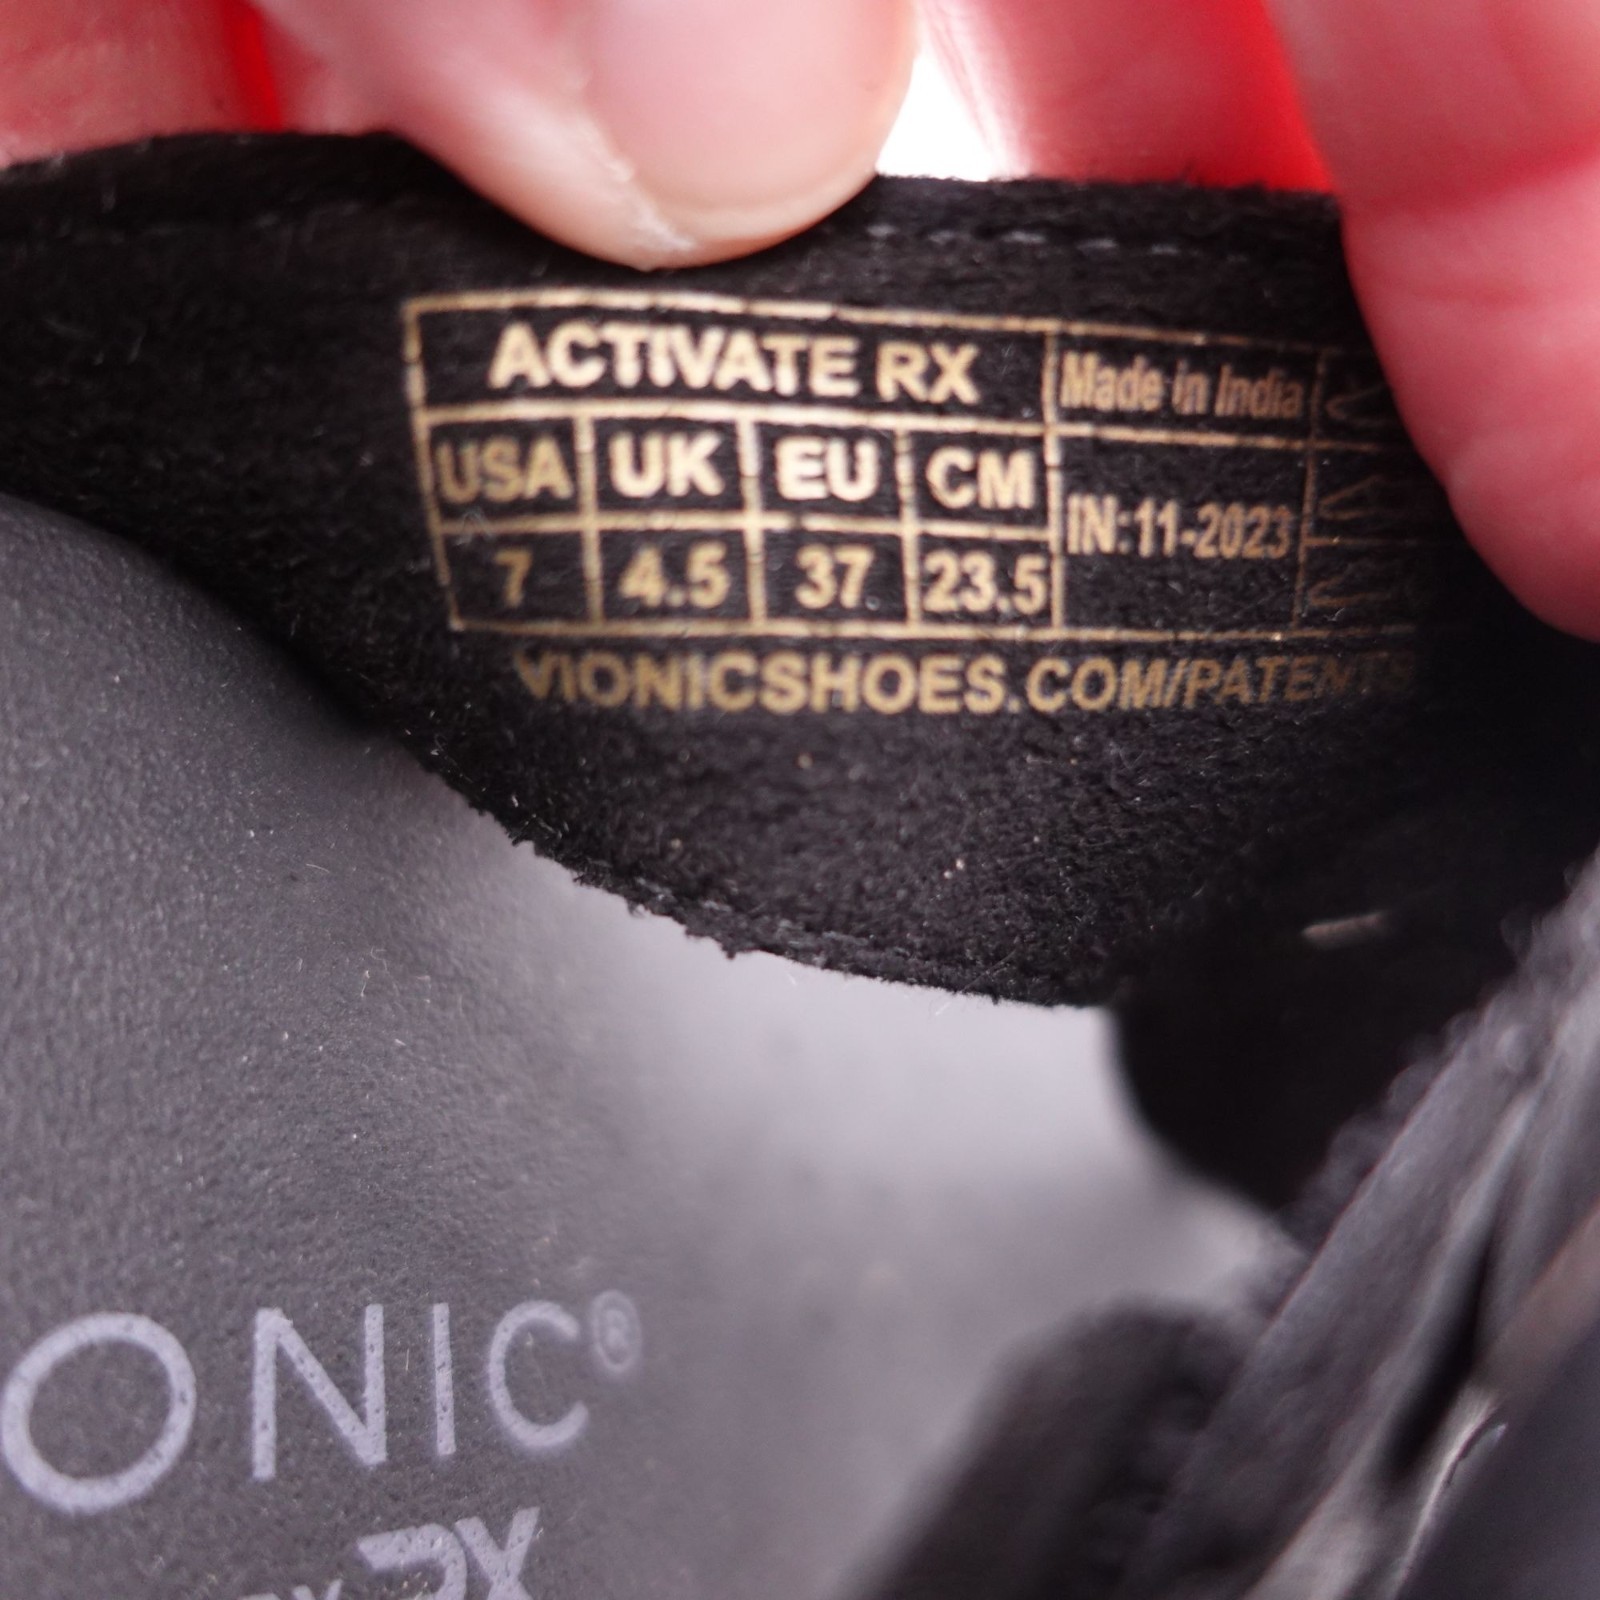 ACTIVATE RX Made in India
USA UK EU CM
IN:11-2023
7 4.5 37 23.5
VIONICSHOES.COM/PATENTS
ONIC®
RX